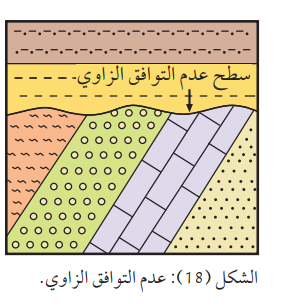 سطح عدم التوافق الزاوي.
الشكل (18): عدم التوافق الزاوي.